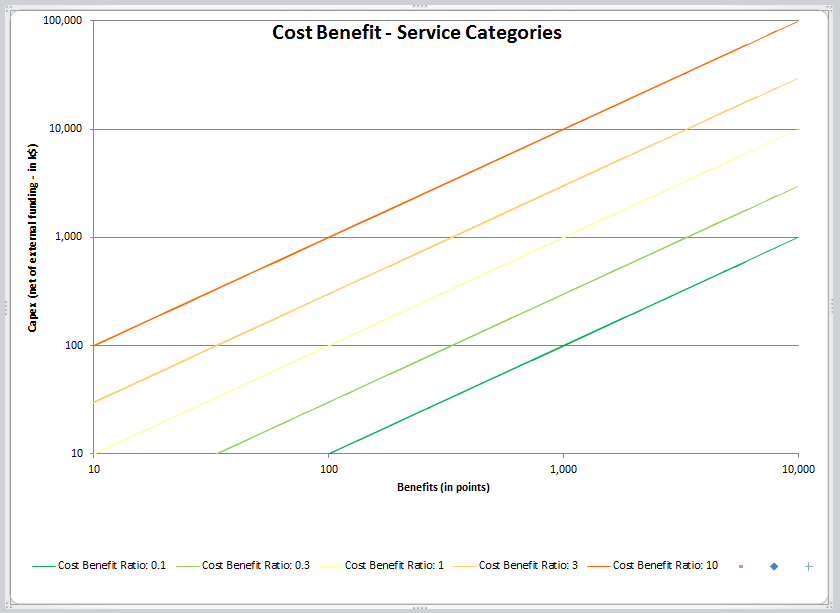 Cost Benefit - Service Categories
100,000
10,000
1,000
100
10
Capex (net of external funding - in k$)
10 100 1,000 10,000
Benefits (in points)
Cost Benefit Ratio: 0.1 Cost Benefit Ratio: 0.3 Cost Benefit Ratio: 1 Cost Benefit Ratio: 3 Cost Benefit Ratio: 10